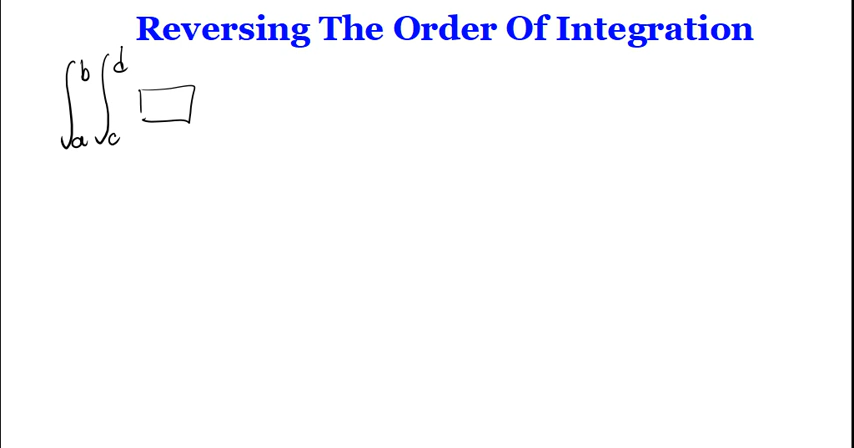 Reversing The Order Of Integration
∫_a^b ∫_c^d □